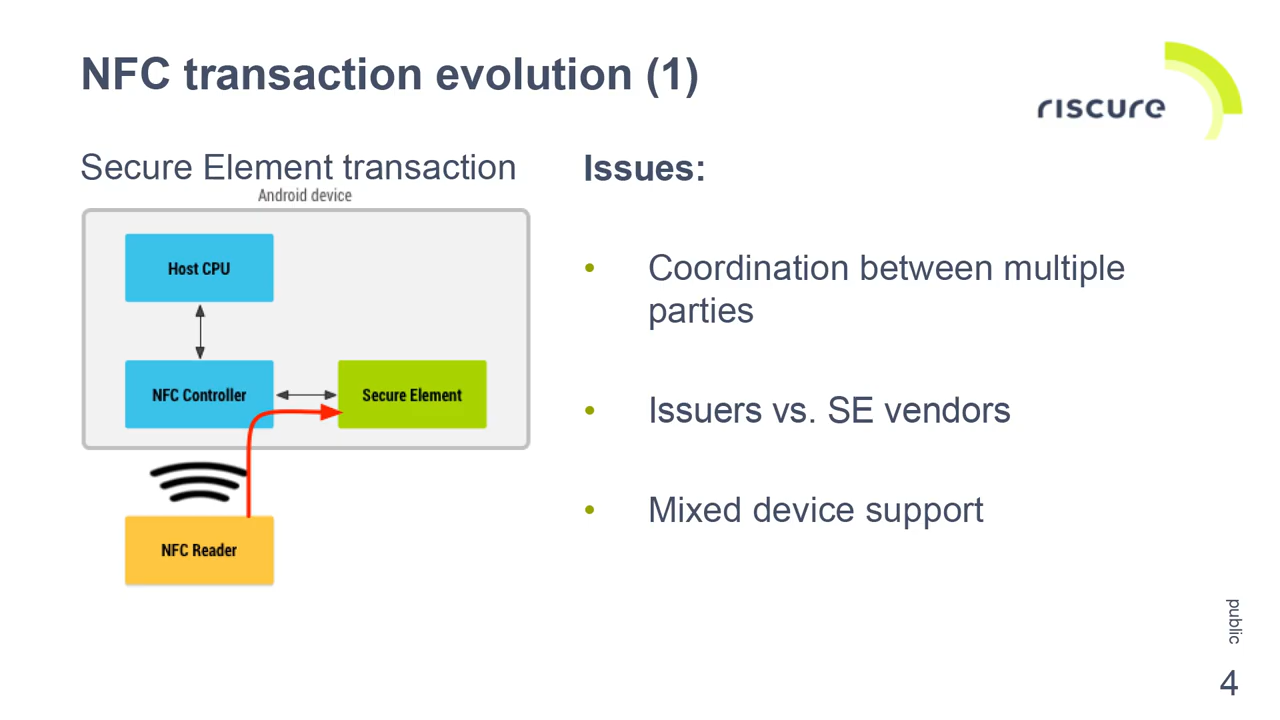 NFC transaction evolution (1)
riscure
Secure Element transaction
Android device
Host CPU
NFC Controller
Secure Element
NFC Reader
Issues:
• Coordination between multiple
parties
• Issuers vs. SE vendors
• Mixed device support
public
4